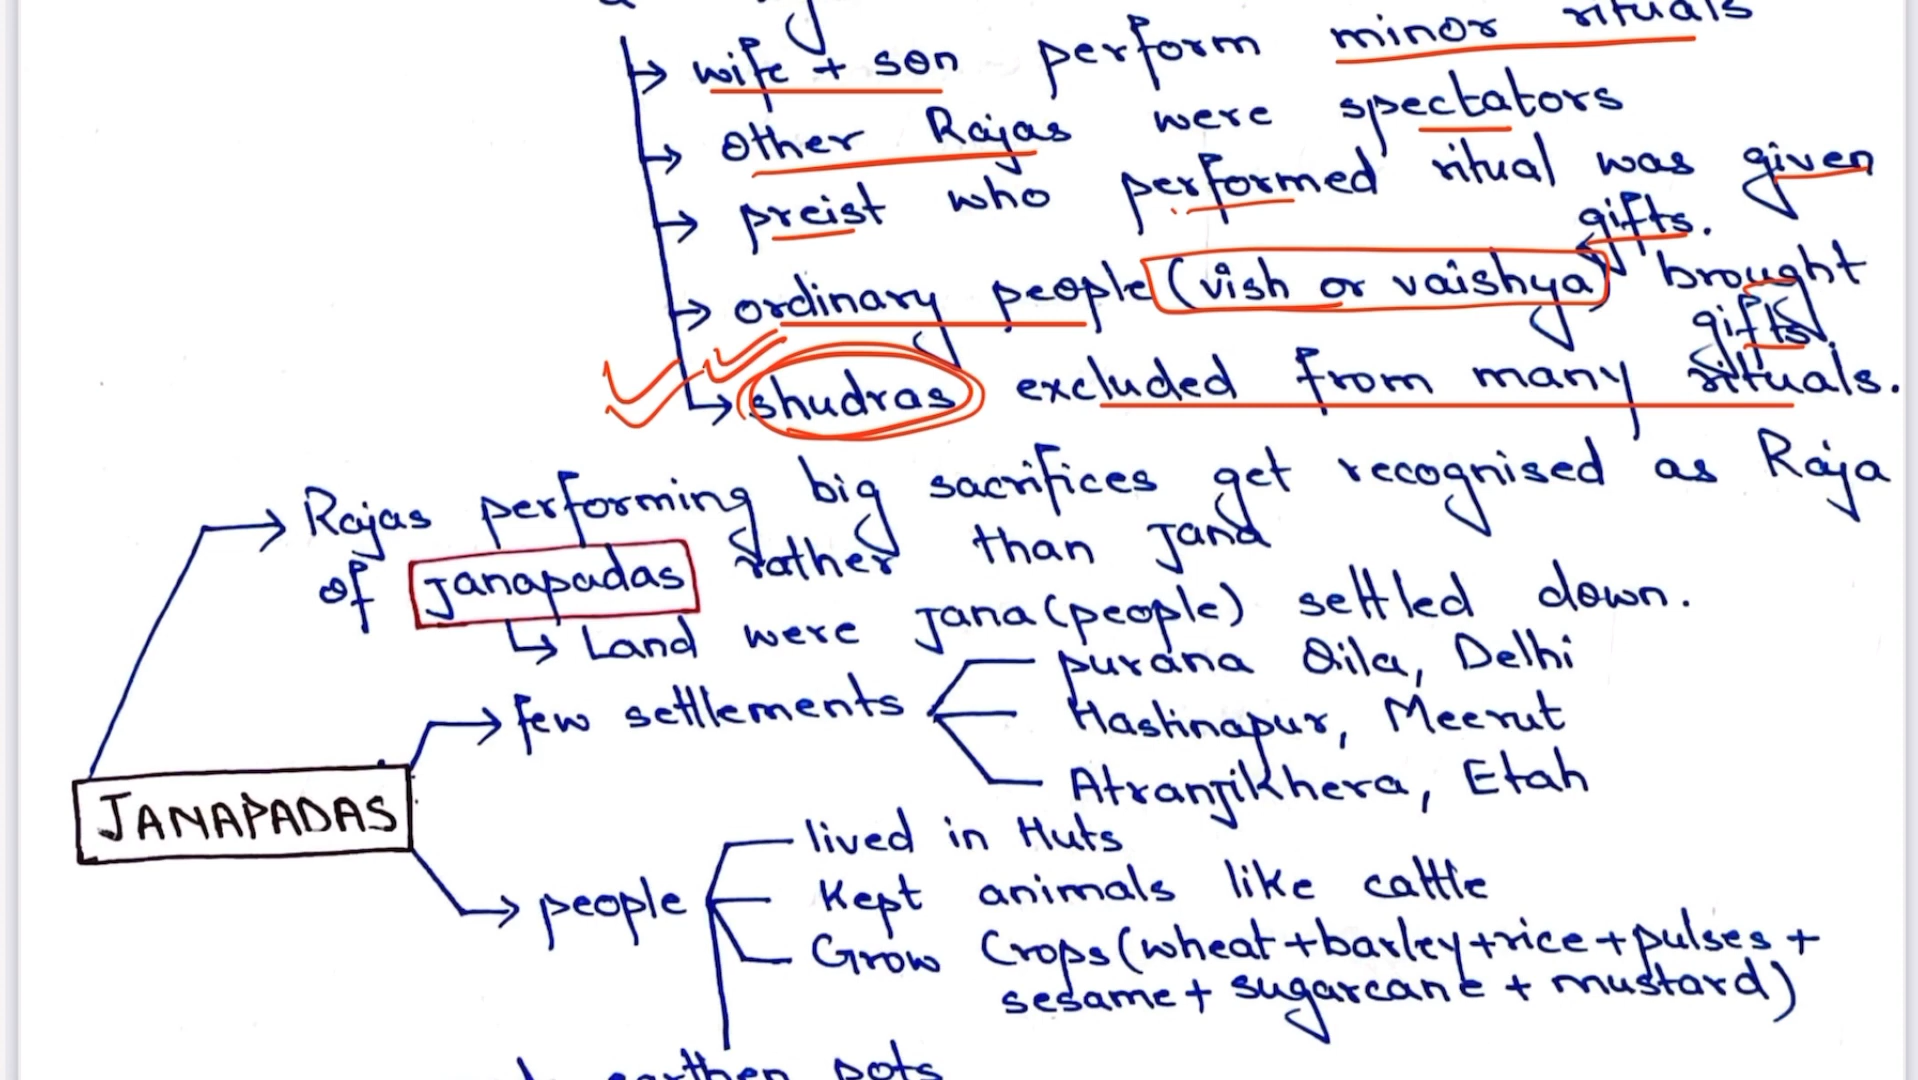 wife + son perform minor rituals
other Rajas were spectators
preist who performed ritual was given
gifts.
ordinary people (vish or vaishya) brought
gifts
shudras excluded from many rituals.
Rajas performing big sacrifices get recognised as Raja
of Janapadas rather than Jana
Land were Jana (people) settled down.
few settlements
purana Qila, Delhi
Hastinapur, Meerut
Atranjikhera, Etah
JANAPADAS
people
lived in Huts
Kept animals like cattle
Grow Crops (wheat + barley + rice + pulses +
sesame + sugarcane + mustard)
earthen pots